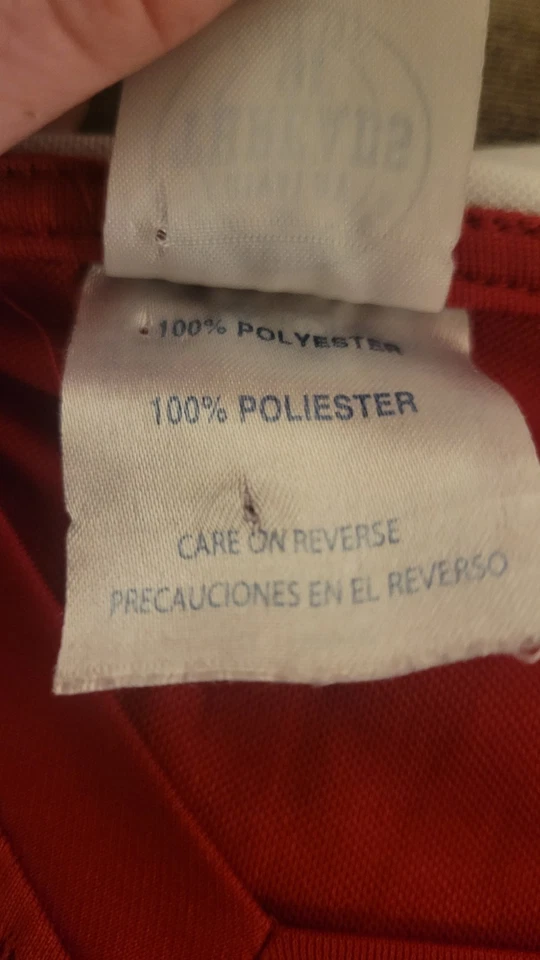 100% POLYESTER
100% POLIESTER
CARE ON REVERSE
PRECAUCIONES EN EL REVERSO